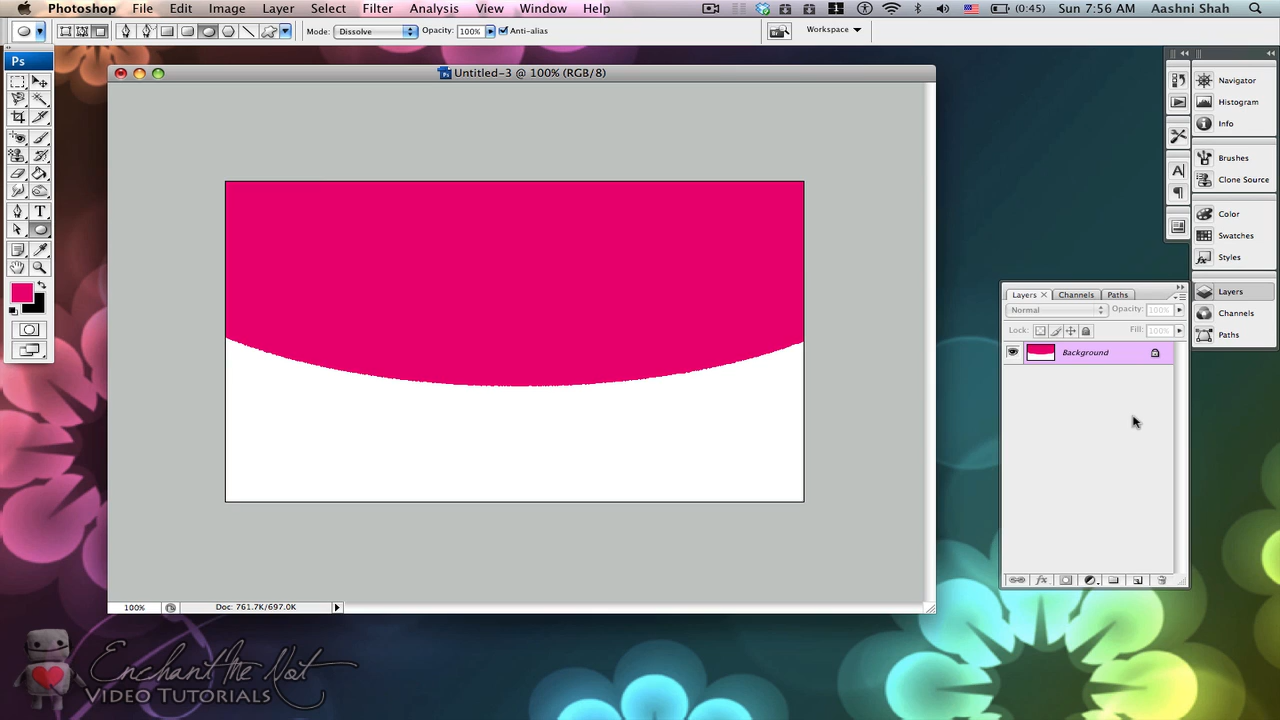 Photoshop File Edit Image Layer Select Filter Analysis View Window Help 1 (0:45) Sun 7:56 AM Aashni Shah
Mode: Dissolve Opacity: 100% Anti-alias Workspace
Ps
Untitled-3 @ 100% (RGB/8)
Navigator
Histogram
Info
Brushes
Clone Source
Color
Swatches
Styles
Layers
Channels
Paths
Layers Channels Paths
Normal Opacity: 100%
Lock: Fill: 100%
Background
100% Doc: 761.7K/697.0K
Enchant the Not
VIDEO TUTORIALS